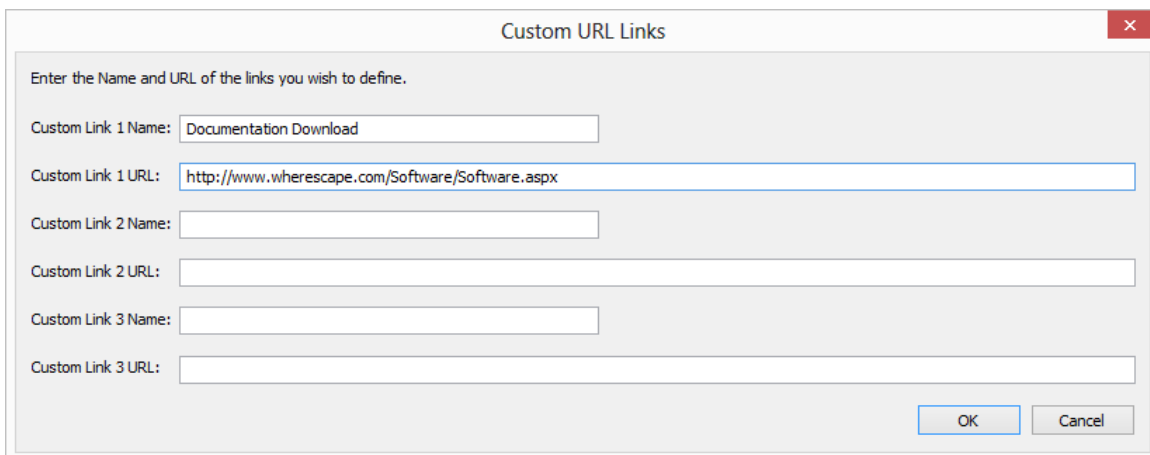 Custom URL Links
Enter the Name and URL of the links you wish to define.
Custom Link 1 Name: Documentation Download
Custom Link 1 URL: http://www.wherescape.com/Software/Software.aspx
Custom Link 2 Name:
Custom Link 2 URL:
Custom Link 3 Name:
Custom Link 3 URL:
OK Cancel